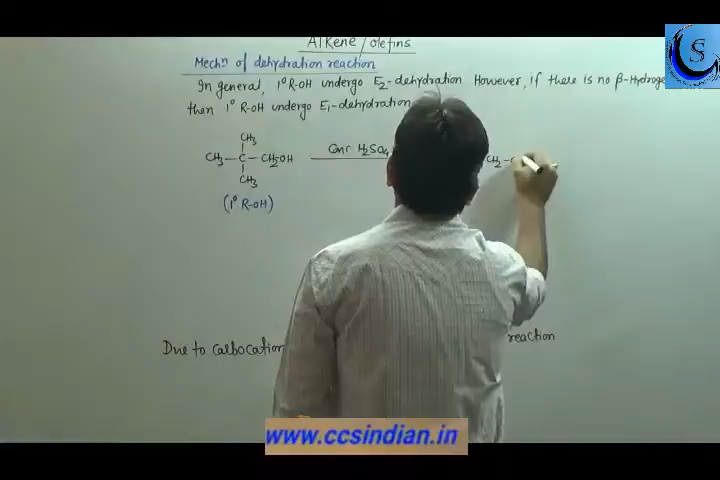 Alkene/olefins
Mechⁿ of dehydration reaction
In general, 1° R-OH undergo E₂-dehydration However, if there is no β-Hydroge
then 1° R-OH undergo E₁-dehydration
CH₃
CH₃-C-CH₂OH
CH₃
Conc H₂SO₄
CH₂-C
(1° R-OH)
Due to carbocation
reaction
www.ccsindian.in
S